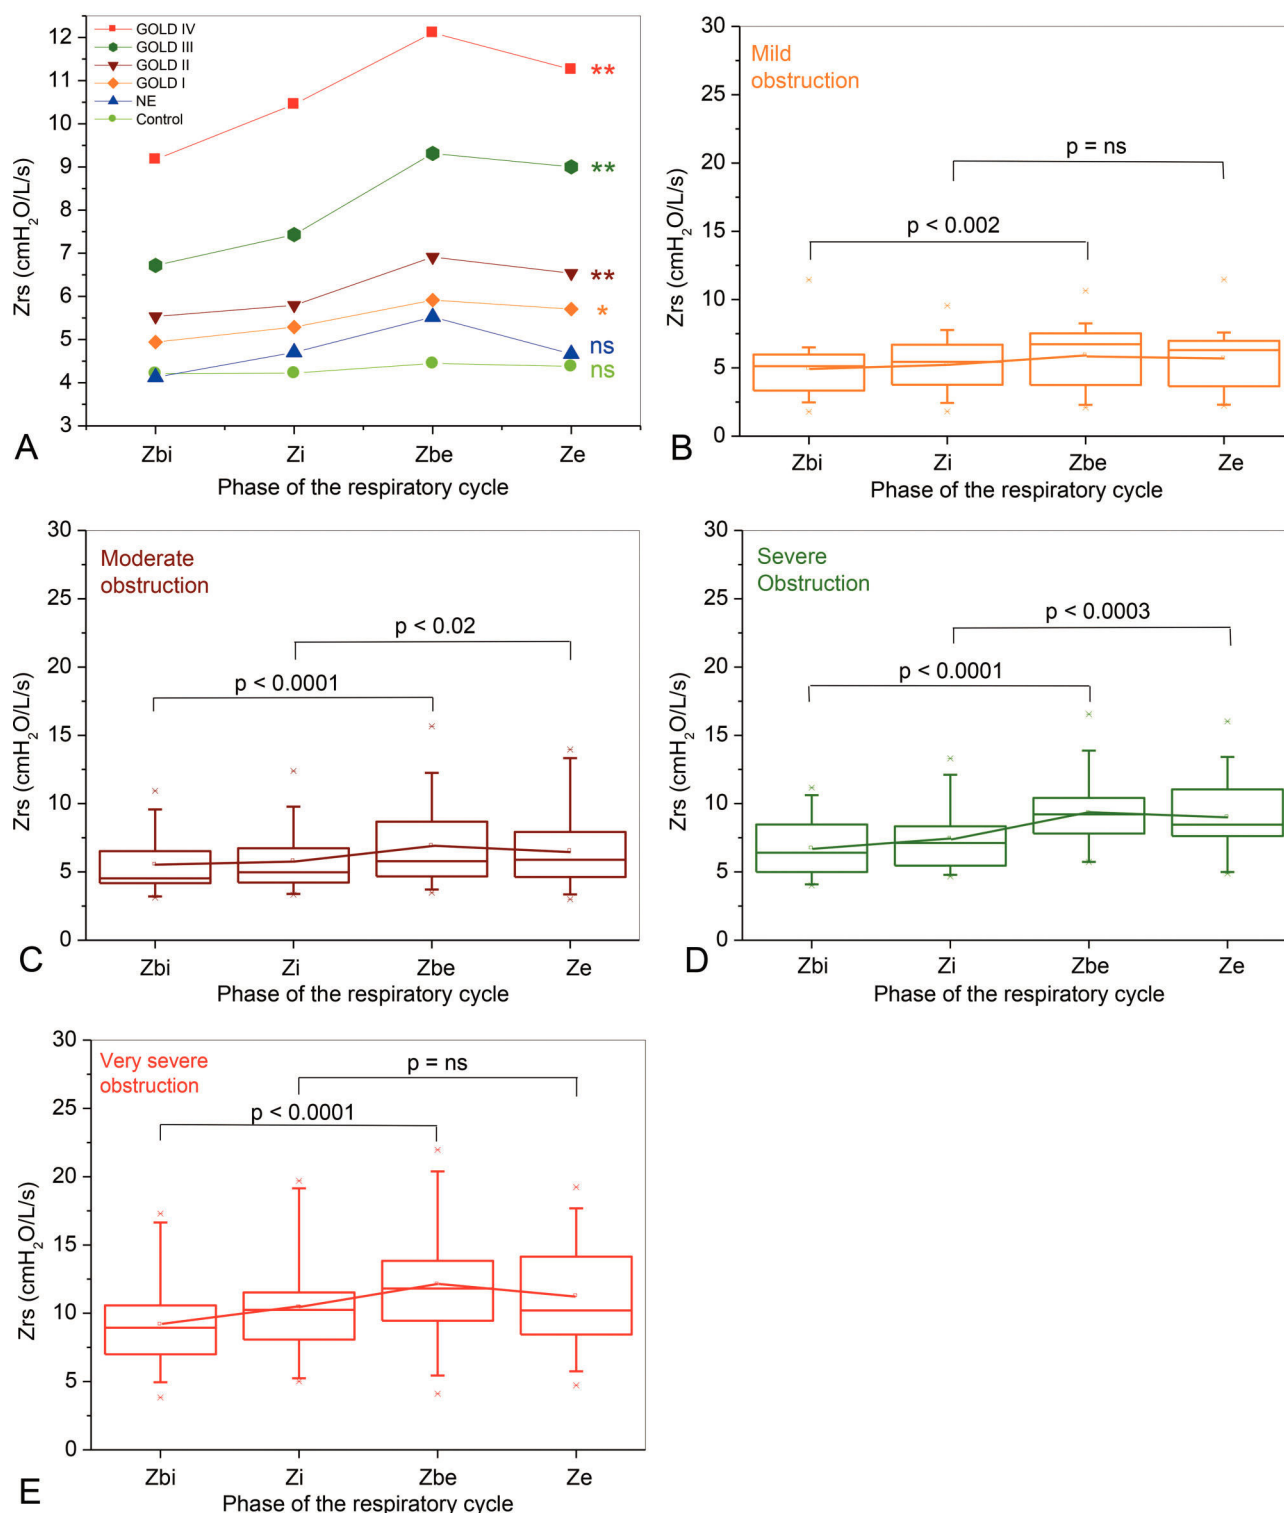 GOLD IV
GOLD III
GOLD II
GOLD I
NE
Control
12
11
10
9
8
7
6
5
4
3
Zrs (cmH₂O/L/s)
**
**
**
*
ns
ns
Zbi Zi Zbe Ze
Phase of the respiratory cycle
A
Mild
obstruction
30
25
20
15
10
5
0
Zrs (cmH₂O/L/s)
p = ns
p < 0.002
Zbi Zi Zbe Ze
Phase of the respiratory cycle
B
Moderate
obstruction
30
25
20
15
10
5
0
Zrs (cmH₂O/L/s)
p < 0.02
p < 0.0001
Zbi Zi Zbe Ze
Phase of the respiratory cycle
C
Severe
Obstruction
30
25
20
15
10
5
0
Zrs (cmH₂O/L/s)
p < 0.0003
p < 0.0001
Zbi Zi Zbe Ze
Phase of the respiratory cycle
D
Very severe
obstruction
30
25
20
15
10
5
0
Zrs (cmH₂O/L/s)
p = ns
p < 0.0001
Zbi Zi Zbe Ze
Phase of the respiratory cycle
E